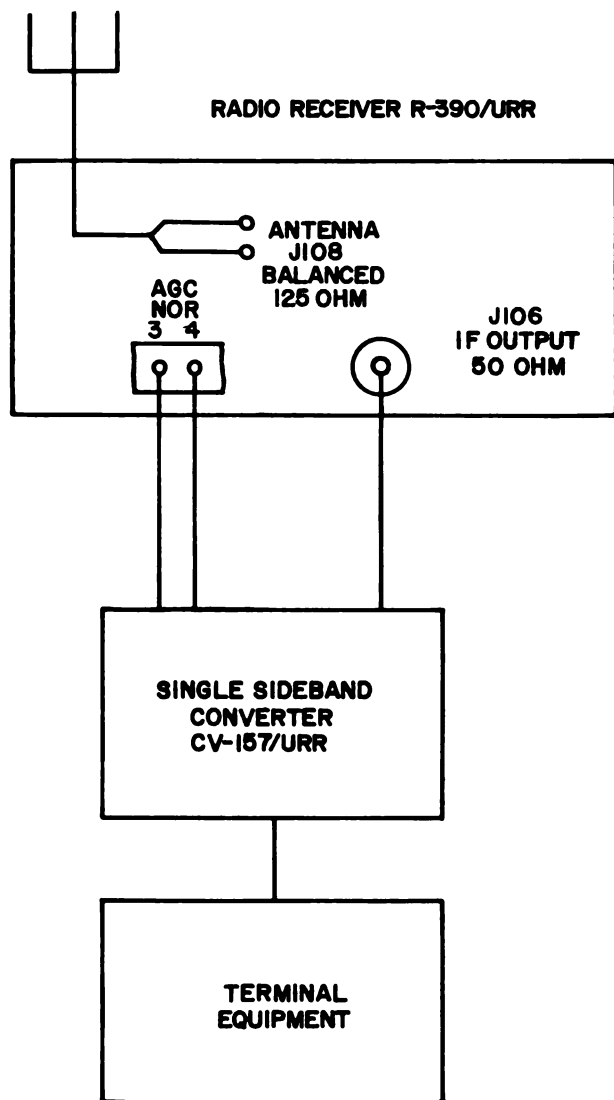 RADIO RECEIVER R-390/URR
ANTENNA
J108
BALANCED
125 OHM
AGC
NOR
3 4
J106
IF OUTPUT
50 OHM
SINGLE SIDEBAND
CONVERTER
CV-157/URR
TERMINAL
EQUIPMENT